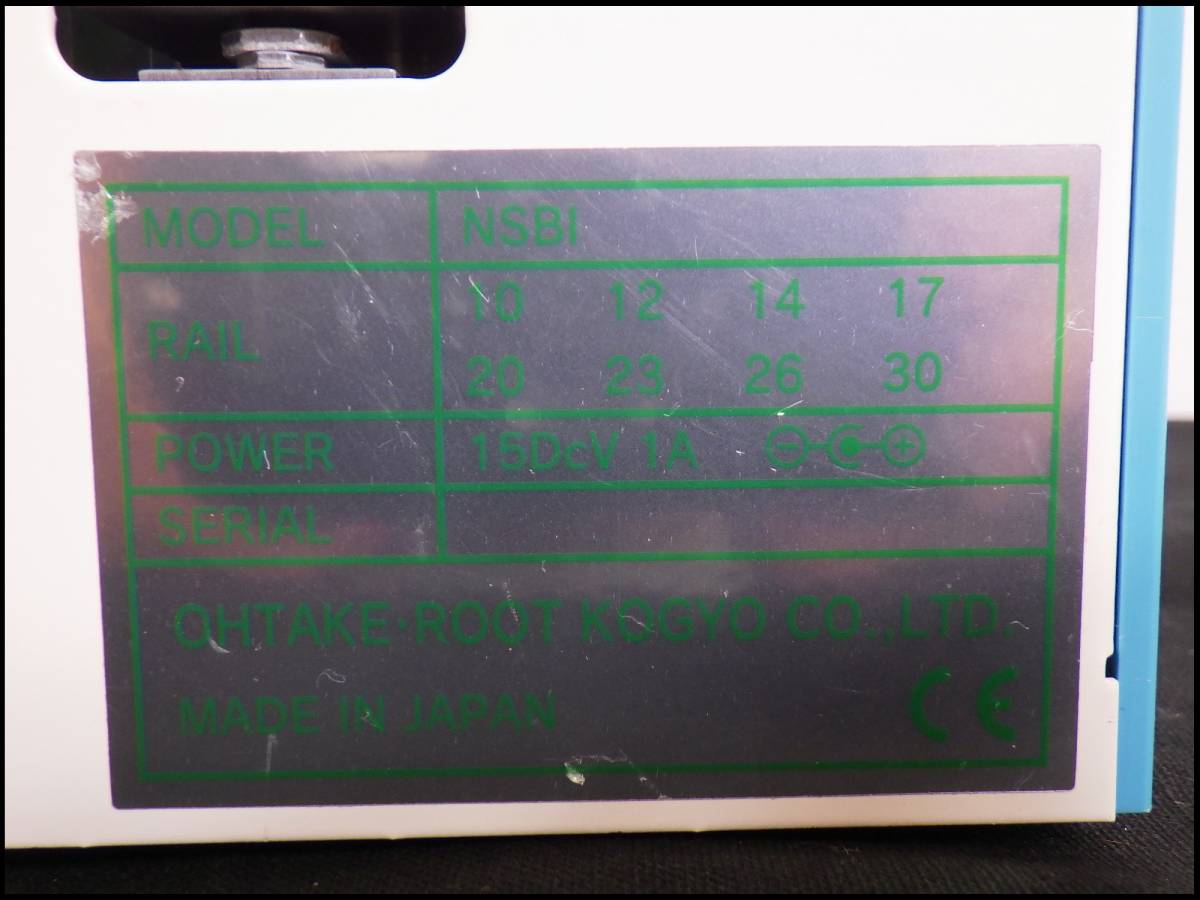 MODEL NSBI
RAIL 10 12 14 17
20 23 26 30
POWER 15DcV 1A
SERIAL
OHTAKE·ROOT KOGYO CO.,LTD.
MADE IN JAPAN CE